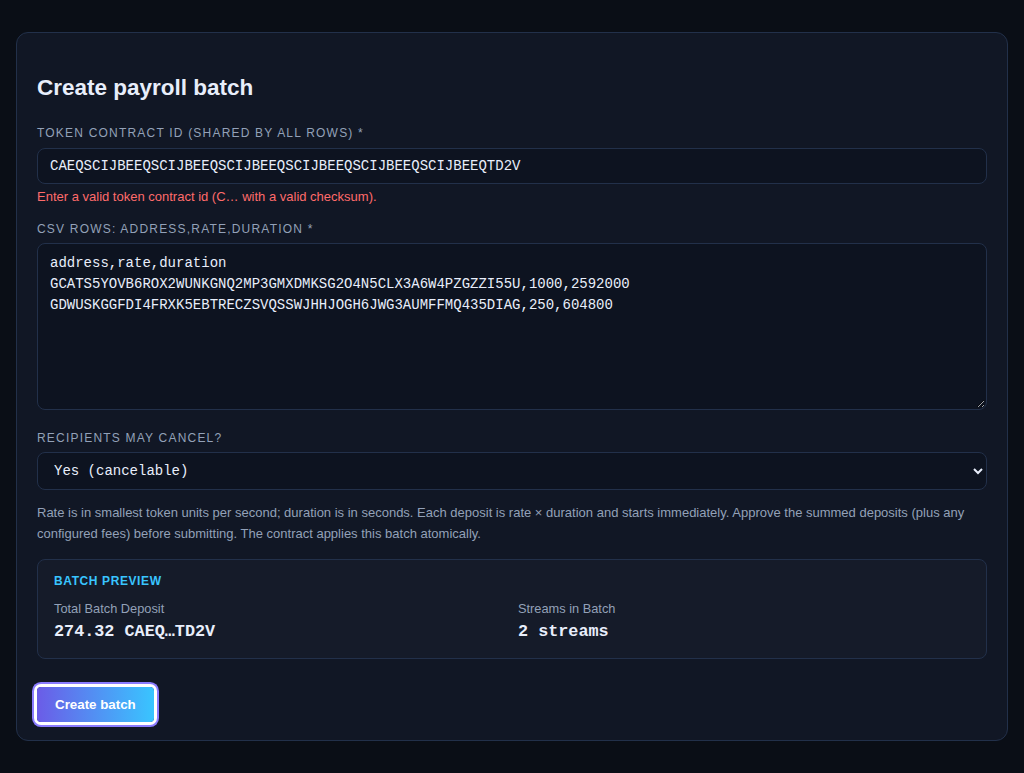 Create payroll batch
TOKEN CONTRACT ID (SHARED BY ALL ROWS) *
CAEQSCIJBEEQSCIJBEEQSCIJBEEQSCIJBEEQSCIJBEEQSCIJBEEQTD2V
Enter a valid token contract id (C… with a valid checksum).
CSV ROWS: ADDRESS,RATE,DURATION *
address,rate,duration
GCATS5YOVB6ROX2WUNKGNQ2MP3GMXDMKSG2O4N5CLX3A6W4PZGZZI55U,1000,2592000
GDWUSKGGFDI4FRXK5EBTRECZSVQSSWJHHJOGH6JWG3AUMFFMQ435DIAG,250,604800
RECIPIENTS MAY CANCEL?
Yes (cancelable)
Rate is in smallest token units per second; duration is in seconds. Each deposit is rate × duration and starts immediately. Approve the summed deposits (plus any
configured fees) before submitting. The contract applies this batch atomically.
BATCH PREVIEW
Total Batch Deposit
274.32 CAEQ…TD2V
Streams in Batch
2 streams
Create batch